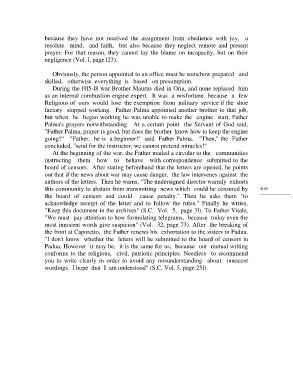 because they have not received the assignment from obedience with joy, a
resolute mind, and faith, but also because they neglect remote and present
prayer. For that reason, they cannot lay the blame on incapacity, but on their
negligence (Vol. 1, page 123).
Obviously, the person appointed to an office must be somehow prepared and
skilled, otherwise everything is based on presumption.
During the 1915-18 war Brother Mautus died in Oria, and none replaced him
as an internal combustion engine expert. It was a misfortune because a few
Religious of ours would lose the exemption from military service if the shoe
factory stopped working. Father Palma appointed another brother to that job,
but when he began working he was unable to make the engine start, Father
Palma's prayers notwithstanding. At a certain point the Servant of God said,
"Father Palma, prayer is good, but does the brother know how to keep the engine
going?" "Father, he is a beginner!" said Father Palma. "Then," the Father
concluded, "send for the instructor; we cannot pretend miracles!"
At the beginning of war, the Father mailed a circular to the communities
instructing them how to behave with correspondence submitted to the
board of censors. After stating beforehand that the letters are opened, he points
out that if the news about war may cause danger, the law intervenes against the
authors of the letters. Then he warns, "The undersigned director warmly exhorts
this community to abstain from transmitting news which could be censured by
the board of censors and could cause penalty." Then he asks them "to
acknowledge receipt of the letter and to follow the rules." Finally he writes,
"Keep this document in the archives" (S.C. Vol. 5, page 3). To Father Vitale,
"We must pay attention to how formulating telegrams, because today even the
most innocent words give suspicion" (Vol. 32, page 73). After the breaking of
the front at Caporetto, the Father renews his exhortation to the sisters in Padua.
"I don't know whether the letters will be submitted to the board of censors in
Padua. However it may be, it is the same for us, because our mutual writing
conforms to the religious, civil, patriotic principles. Needless to recommend
you to write clearly in order to avoid any misunderstanding about innocent
wordings. I hope that I am understood" (S.C, Vol. 5, page 251).